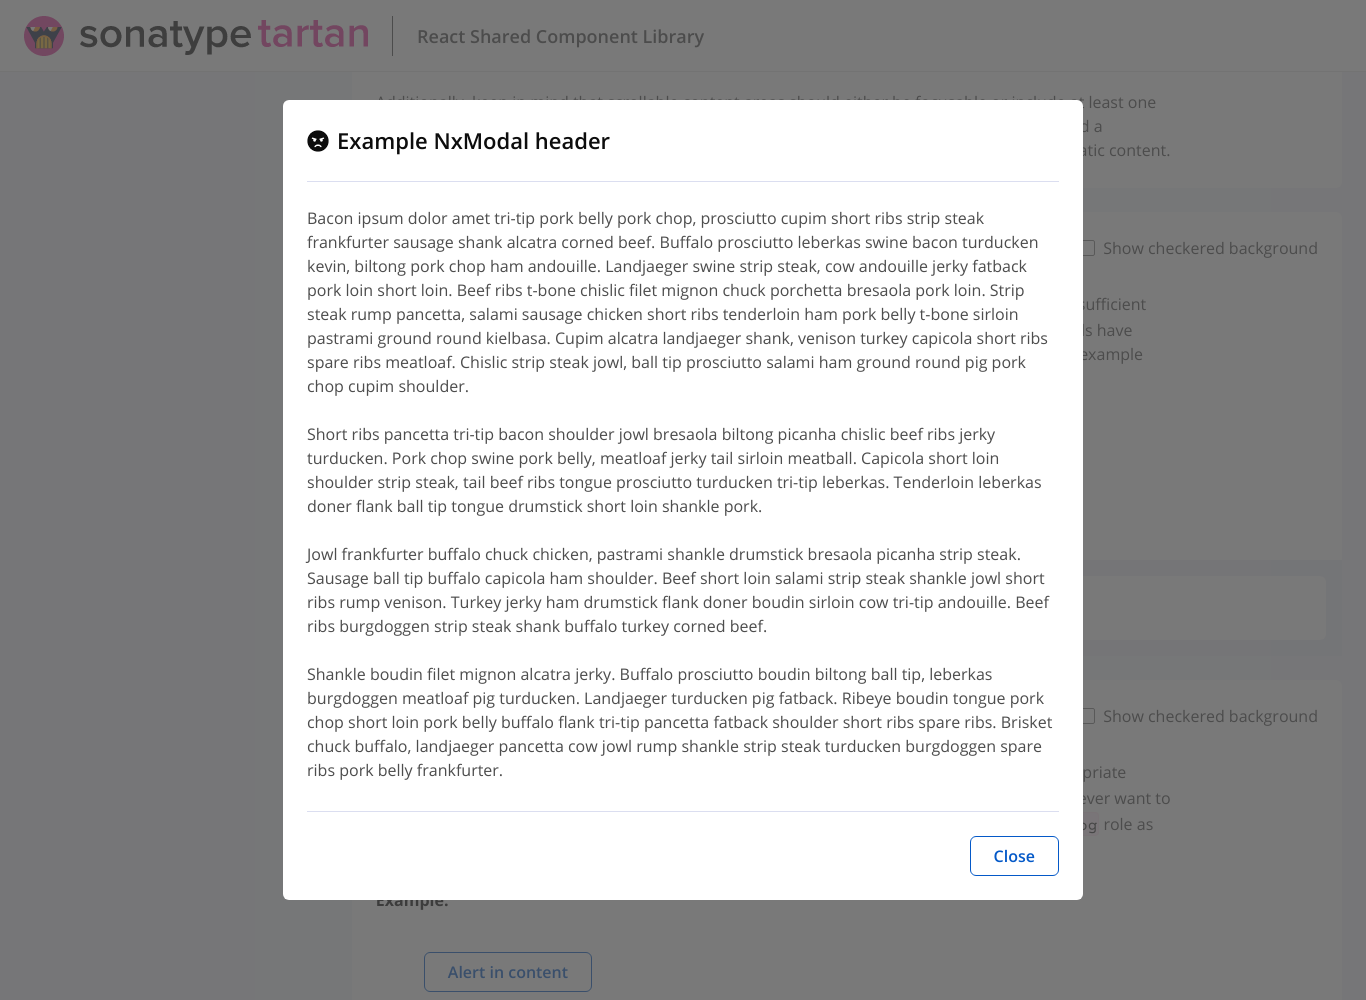 sonatype tartan
React Shared Component Library
least one
d a
atic content.
Example NxModal header
Bacon ipsum dolor amet tri-tip pork belly pork chop, prosciutto cupim short ribs strip steak
frankfurter sausage shank alcatra corned beef. Buffalo prosciutto leberkas swine bacon turducken
kevin, biltong pork chop ham andouille. Landjaeger swine strip steak, cow andouille jerky fatback
pork loin short loin. Beef ribs t-bone chislic filet mignon chuck porchetta bresaola pork loin. Strip
steak rump pancetta, salami sausage chicken short ribs tenderloin ham pork belly t-bone sirloin
pastrami ground round kielbasa. Cupim alcatra landjaeger shank, venison turkey capicola short ribs
spare ribs meatloaf. Chislic strip steak jowl, ball tip prosciutto salami ham ground round pig pork
chop cupim shoulder.
Short ribs pancetta tri-tip bacon shoulder jowl bresaola biltong picanha chislic beef ribs jerky
turducken. Pork chop swine pork belly, meatloaf jerky tail sirloin meatball. Capicola short loin
shoulder strip steak, tail beef ribs tongue prosciutto turducken tri-tip leberkas. Tenderloin leberkas
doner flank ball tip tongue drumstick short loin shankle pork.
Jowl frankfurter buffalo chuck chicken, pastrami shankle drumstick bresaola picanha strip steak.
Sausage ball tip buffalo capicola ham shoulder. Beef short loin salami strip steak shankle jowl short
ribs rump venison. Turkey jerky ham drumstick flank doner boudin sirloin cow tri-tip andouille. Beef
ribs burgdoggen strip steak shank buffalo turkey corned beef.
Shankle boudin filet mignon alcatra jerky. Buffalo prosciutto boudin biltong ball tip, leberkas
burgdoggen meatloaf pig turducken. Landjaeger turducken pig fatback. Ribeye boudin tongue pork
chop short loin pork belly buffalo flank tri-tip pancetta fatback shoulder short ribs spare ribs. Brisket
chuck buffalo, landjaeger pancetta cow jowl rump shankle strip steak turducken burgdoggen spare
ribs pork belly frankfurter.
Close
Show checkered background
sufficient
s have
example
Show checkered background
priate
ever want to
og role as
Example:
Alert in content